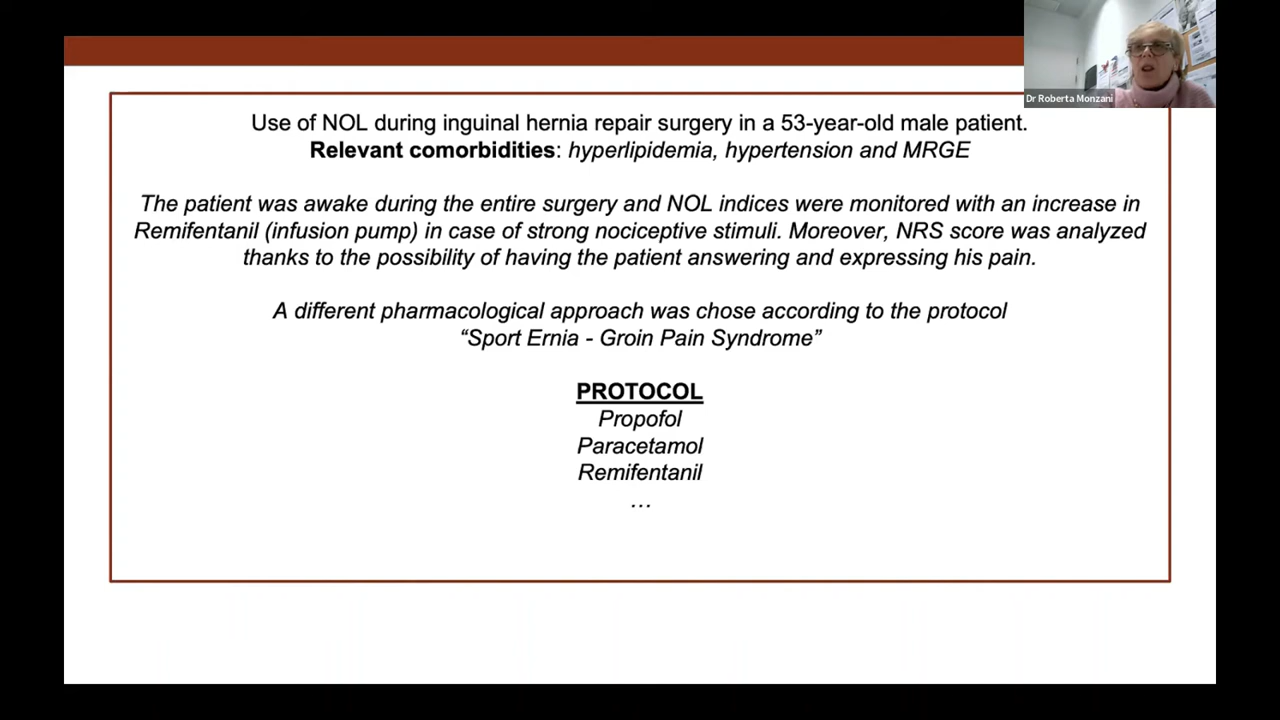 Dr Roberta Monzani
Use of NOL during inguinal hernia repair surgery in a 53-year-old male patient.
Relevant comorbidities: hyperlipidemia, hypertension and MRGE
The patient was awake during the entire surgery and NOL indices were monitored with an increase in
Remifentanil (infusion pump) in case of strong nociceptive stimuli. Moreover, NRS score was analyzed
thanks to the possibility of having the patient answering and expressing his pain.
A different pharmacological approach was chose according to the protocol
“Sport Ernia - Groin Pain Syndrome”
PROTOCOL
Propofol
Paracetamol
Remifentanil
…